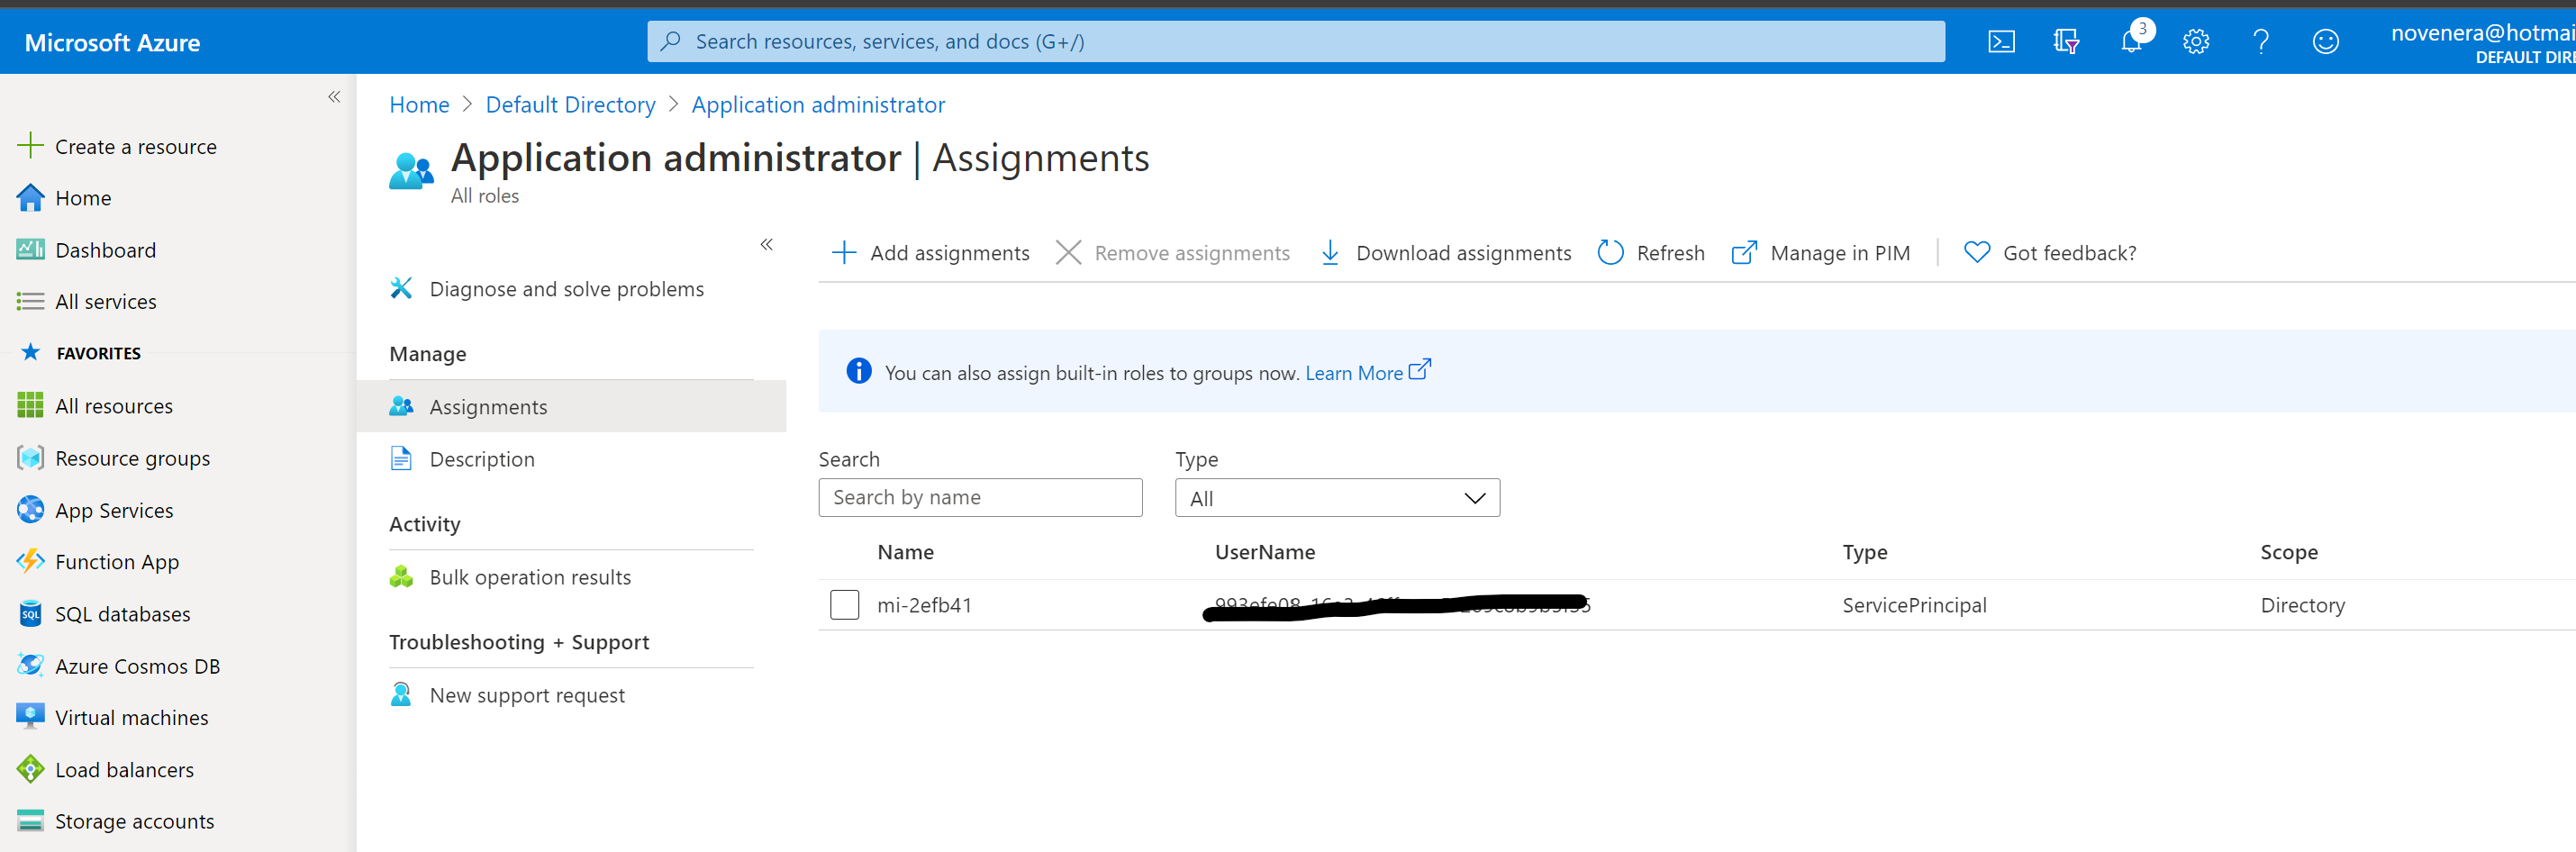 Microsoft Azure
Search resources, services, and docs (G+/)
3
novenera@hotmai
DEFAULT DIRE
Create a resource
Home
Dashboard
All services
FAVORITES
All resources
Resource groups
App Services
Function App
SQL databases
Azure Cosmos DB
Virtual machines
Load balancers
Storage accounts
Home > Default Directory > Application administrator
Application administrator | Assignments
All roles
Diagnose and solve problems
Manage
Assignments
Description
Activity
Bulk operation results
Troubleshooting + Support
New support request
Add assignments Remove assignments Download assignments Refresh Manage in PIM Got feedback?
You can also assign built-in roles to groups now. Learn More
Search Type
Search by name All
Name UserName Type Scope
mi-2efb41 ServicePrincipal Directory